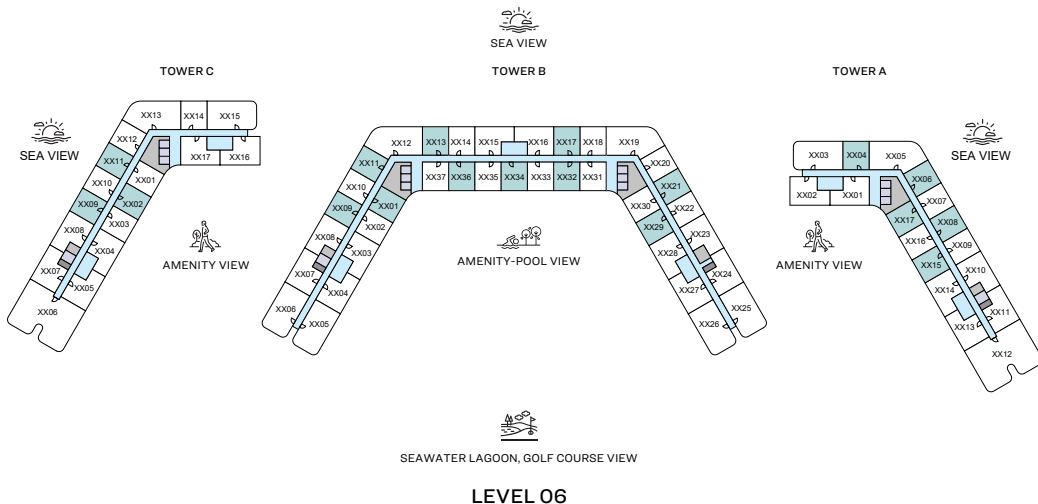 SEA VIEW
TOWER C
TOWER B
TOWER A
SEA VIEW
SEA VIEW
XX13
XX14
XX15
XX12
XX17
XX16
XX11
XX01
XX10
XX02
XX09
XX03
XX08
XX04
XX07
XX05
XX06
AMENITY VIEW
XX12
XX13
XX14
XX15
XX16
XX17
XX18
XX19
XX11
XX37
XX36
XX35
XX34
XX33
XX32
XX31
XX20
XX10
XX01
XX30
XX21
XX09
XX02
XX29
XX22
XX08
XX03
XX28
XX23
XX07
XX04
XX27
XX24
XX06
XX05
XX26
XX25
AMENITY-POOL VIEW
XX03
XX04
XX05
XX02
XX01
XX06
XX17
XX07
XX16
XX08
XX15
XX09
XX14
XX10
XX13
XX11
XX12
AMENITY VIEW
SEAWATER LAGOON, GOLF COURSE VIEW
LEVEL 06